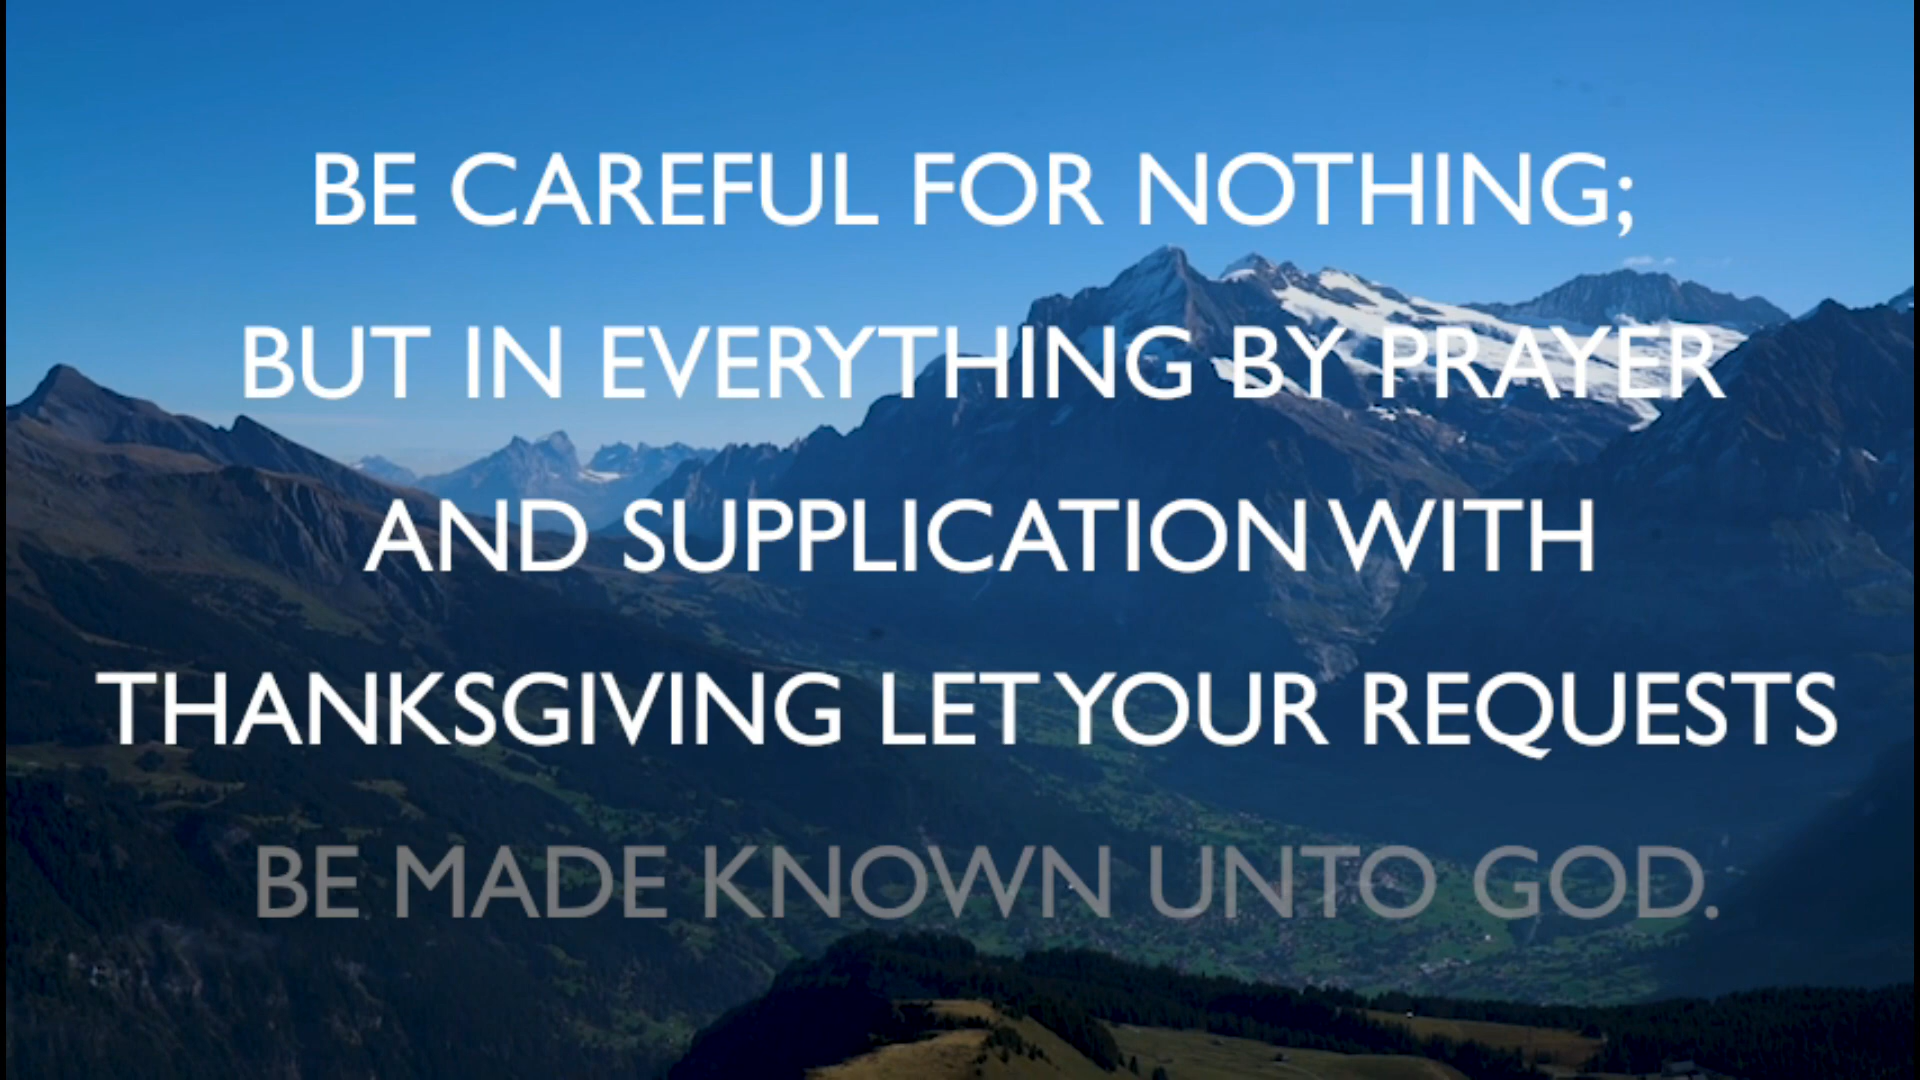 BE CAREFUL FOR NOTHING;
BUT IN EVERYTHING BY PRAYER
AND SUPPLICATION WITH
THANKSGIVING LET YOUR REQUESTS
BE MADE KNOWN UNTO GOD.